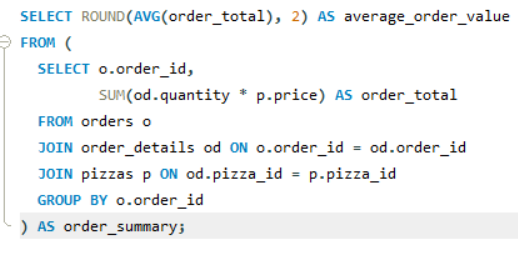 SELECT ROUND(AVG(order_total), 2) AS average_order_value
FROM (
SELECT o.order_id,
SUM(od.quantity * p.price) AS order_total
FROM orders o
JOIN order_details od ON o.order_id = od.order_id
JOIN pizzas p ON od.pizza_id = p.pizza_id
GROUP BY o.order_id
) AS order_summary;